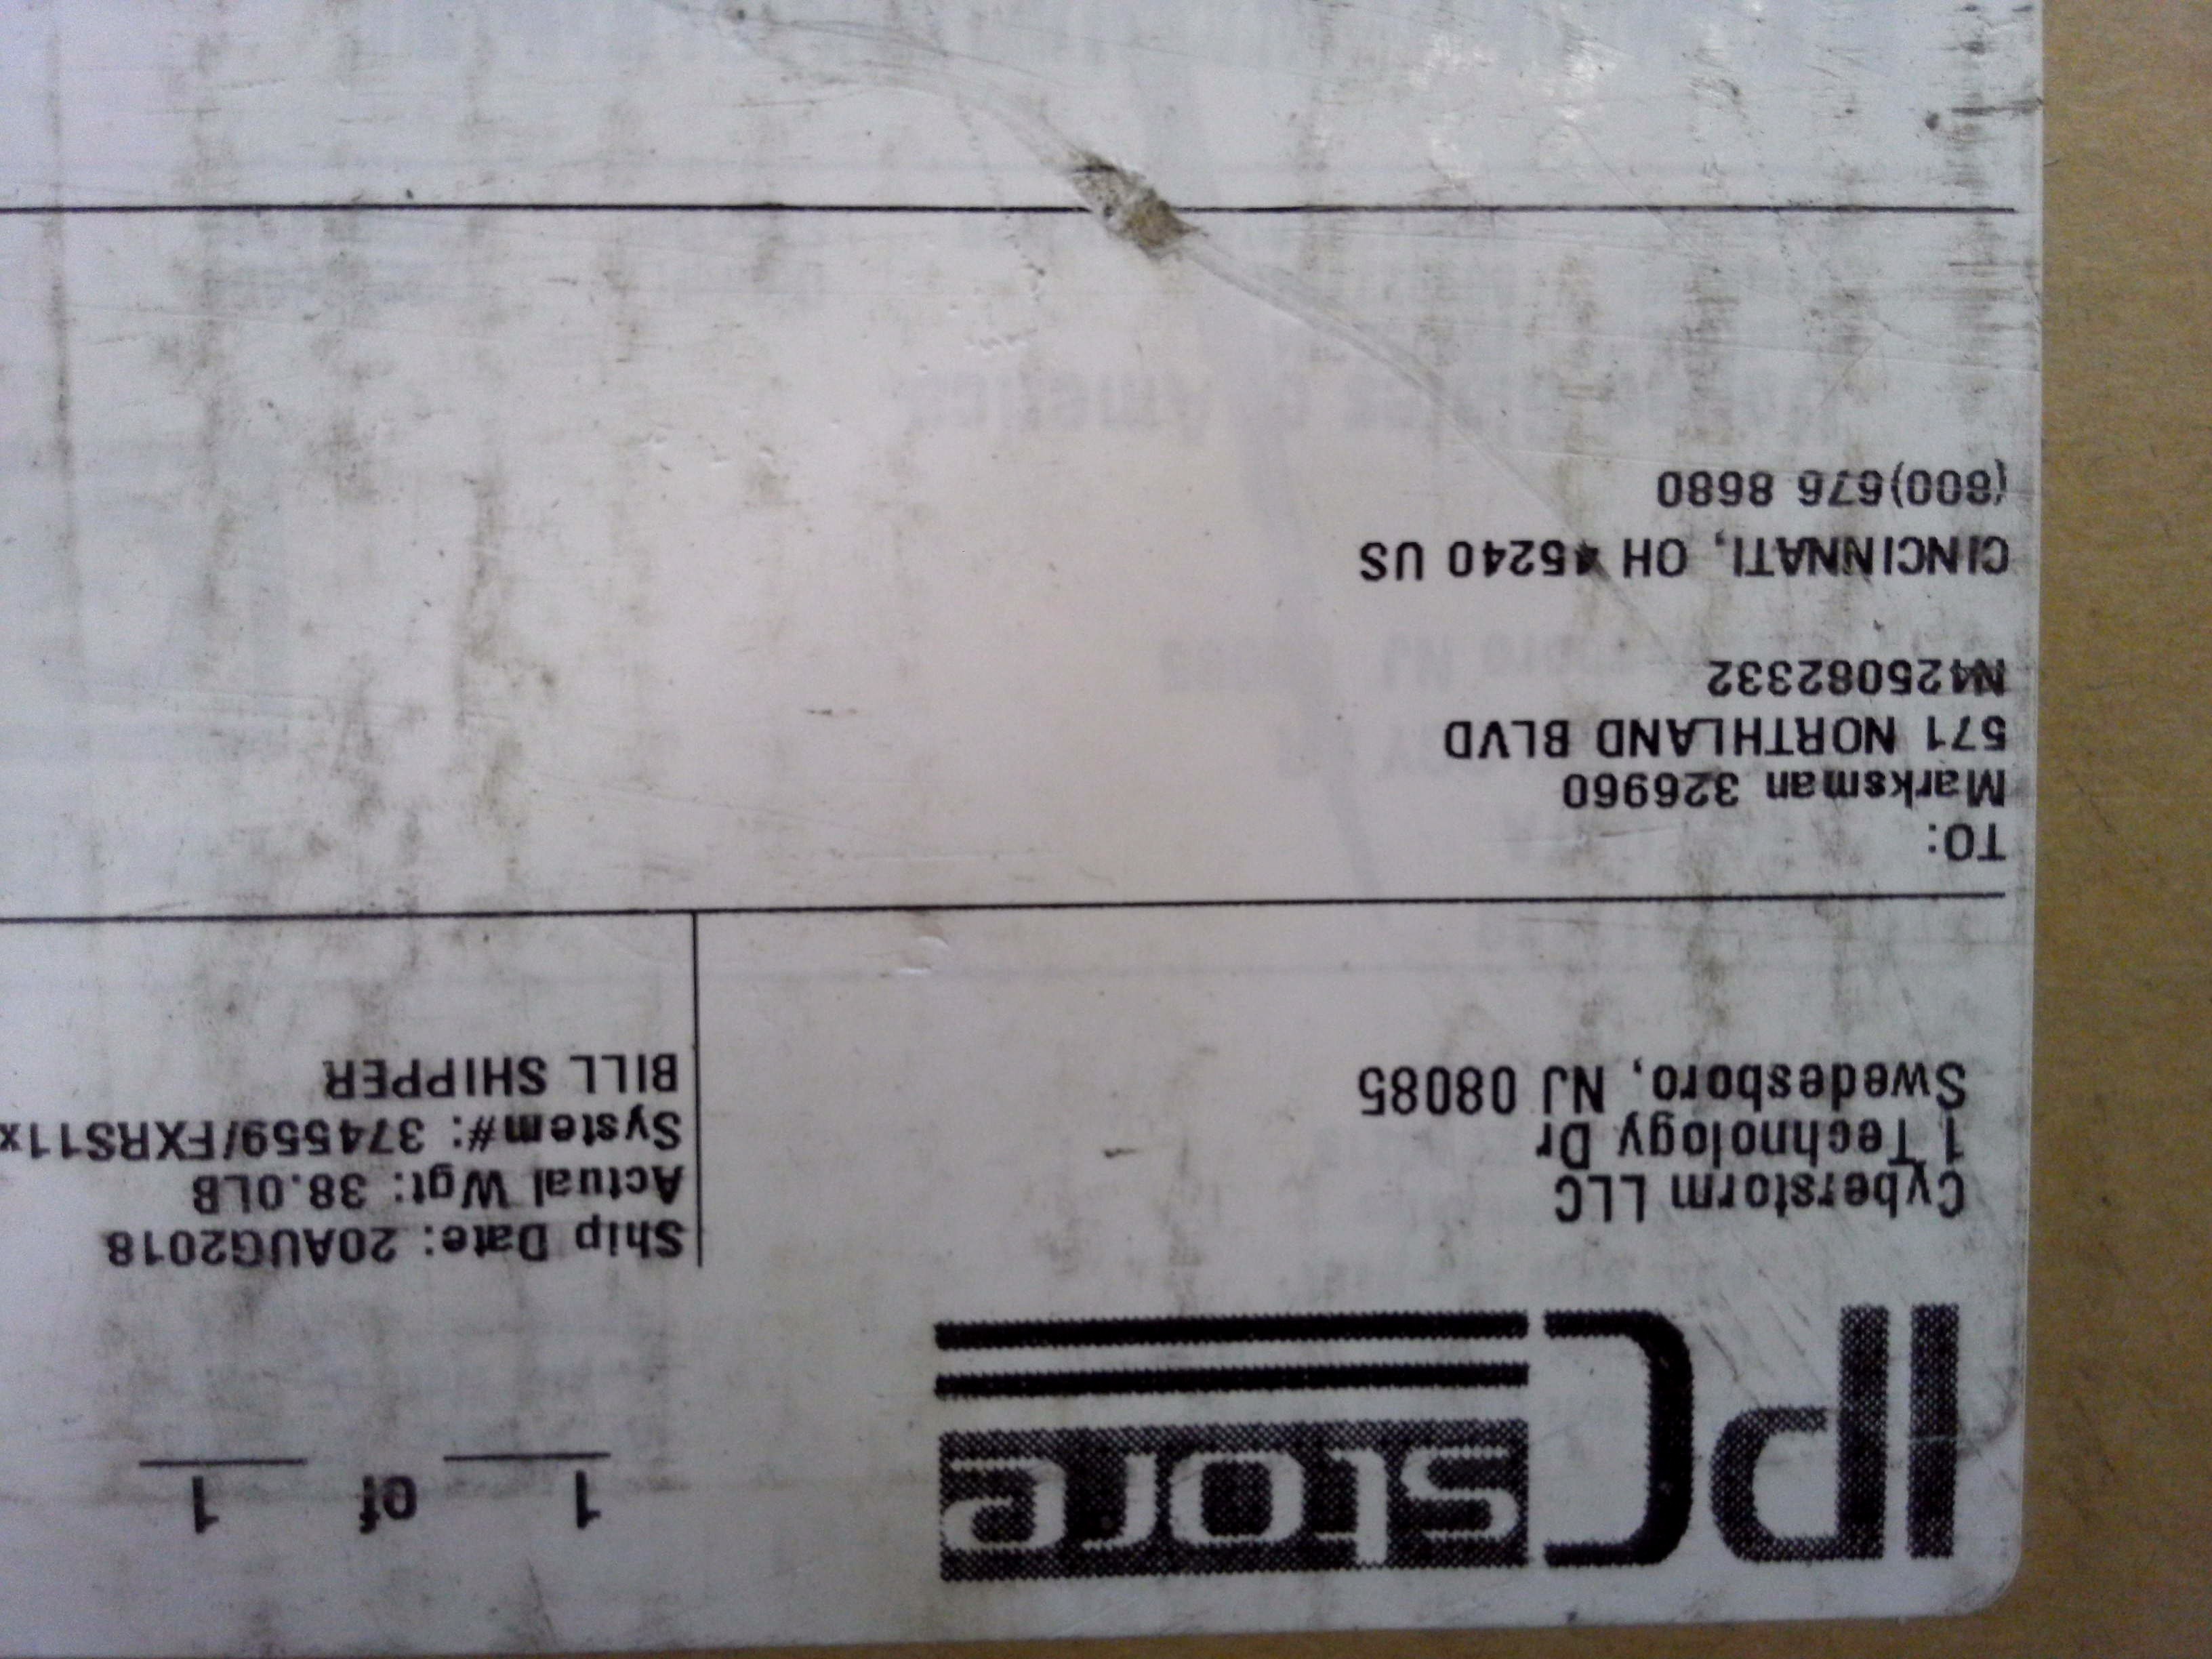 IPC store
1 of 1
Cyberstorm LLC
1 Technology Dr
Swedesboro, NJ 08085
Ship Date: 20AUG2018
Actual Wgt: 38.0LB
System#: 374559/FXRS11x
BILL SHIPPER
TO:
Marksman 326960
571 NORTHLAND BLVD
N425082332
CINCINNATI, OH 45240 US
(800)676 8680